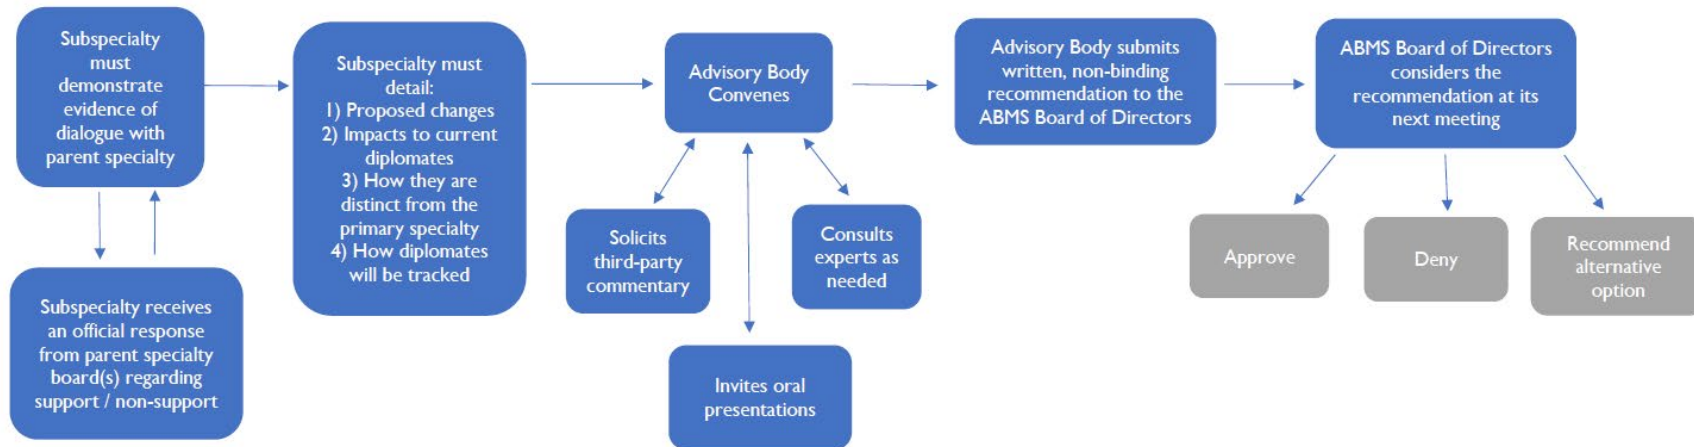 Subspecialty
must
demonstrate
evidence of
dialogue with
parent specialty
Subspecialty receives
an official response
from parent specialty
board(s) regarding
support / non-support
Subspecialty must
detail:
1) Proposed changes
2) Impacts to current
diplomates
3) How they are
distinct from the
primary specialty
4) How diplomates
will be tracked
Advisory Body
Convenes
Solicits
third-party
commentary
Invites oral
presentations
Consults
experts as
needed
Advisory Body submits
written, non-binding
recommendation to the
ABMS Board of Directors
ABMS Board of Directors
considers the
recommendation at its
next meeting
Approve
Deny
Recommend
alternative
option